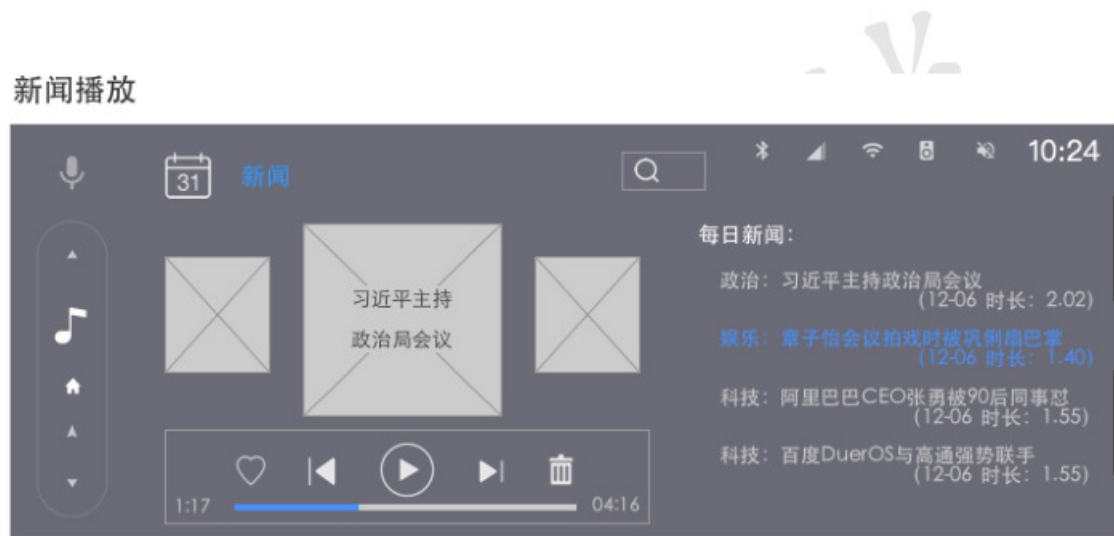 新闻播放
31
新闻
10:24
每日新闻:
政治: 习近平主持政治局会议
(12-06 时长: 2.02)
娱乐: 章子怡会议拍戏时被巩俐扇巴掌
(12-06 时长: 1.40)
科技: 阿里巴巴CEO张勇被90后同事怼
(12-06 时长: 1.55)
科技: 百度DuerOS与高通强势联手
(12-06 时长: 1.55)
习近平主持
政治局会议
1:17
04:16